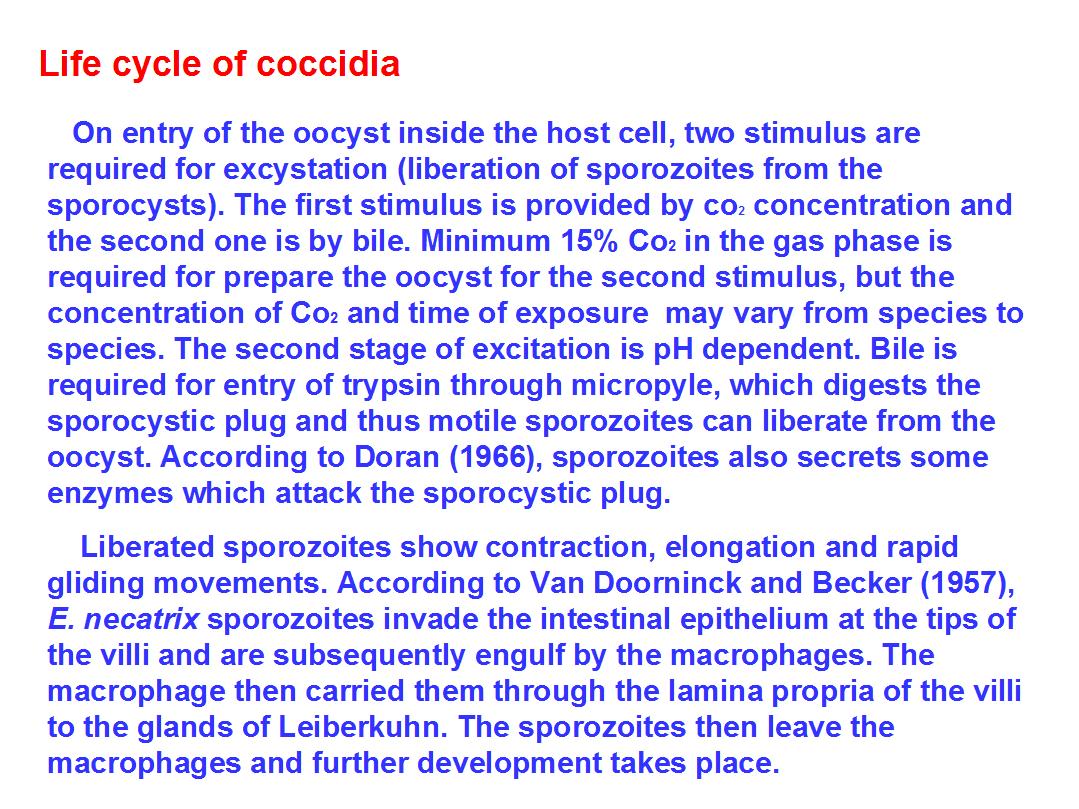 Life cycle of coccidia
On entry of the oocyst inside the host cell, two stimulus are
required for excystation (liberation of sporozoites from the
sporocysts). The first stimulus is provided by co₂ concentration and
the second one is by bile. Minimum 15% Co₂ in the gas phase is
required for prepare the oocyst for the second stimulus, but the
concentration of Co₂ and time of exposure  may vary from species to
species. The second stage of excitation is pH dependent. Bile is
required for entry of trypsin through micropyle, which digests the
sporocystic plug and thus motile sporozoites can liberate from the
oocyst. According to Doran (1966), sporozoites also secrets some
enzymes which attack the sporocystic plug.
Liberated sporozoites show contraction, elongation and rapid
gliding movements. According to Van Doorninck and Becker (1957),
E. necatrix sporozoites invade the intestinal epithelium at the tips of
the villi and are subsequently engulf by the macrophages. The
macrophage then carried them through the lamina propria of the villi
to the glands of Leiberkuhn. The sporozoites then leave the
macrophages and further development takes place.